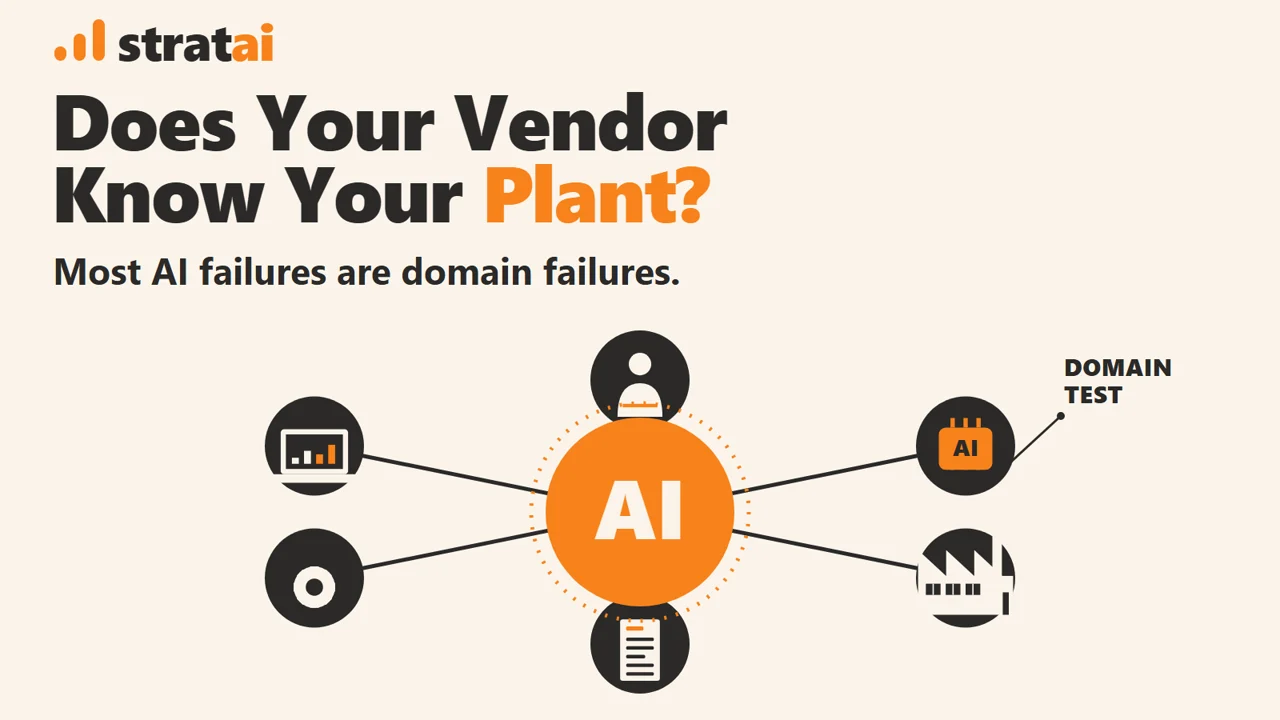 stratai
Does Your Vendor
Know Your Plant?
Most AI failures are domain failures.
DOMAIN
TEST
AI
AI